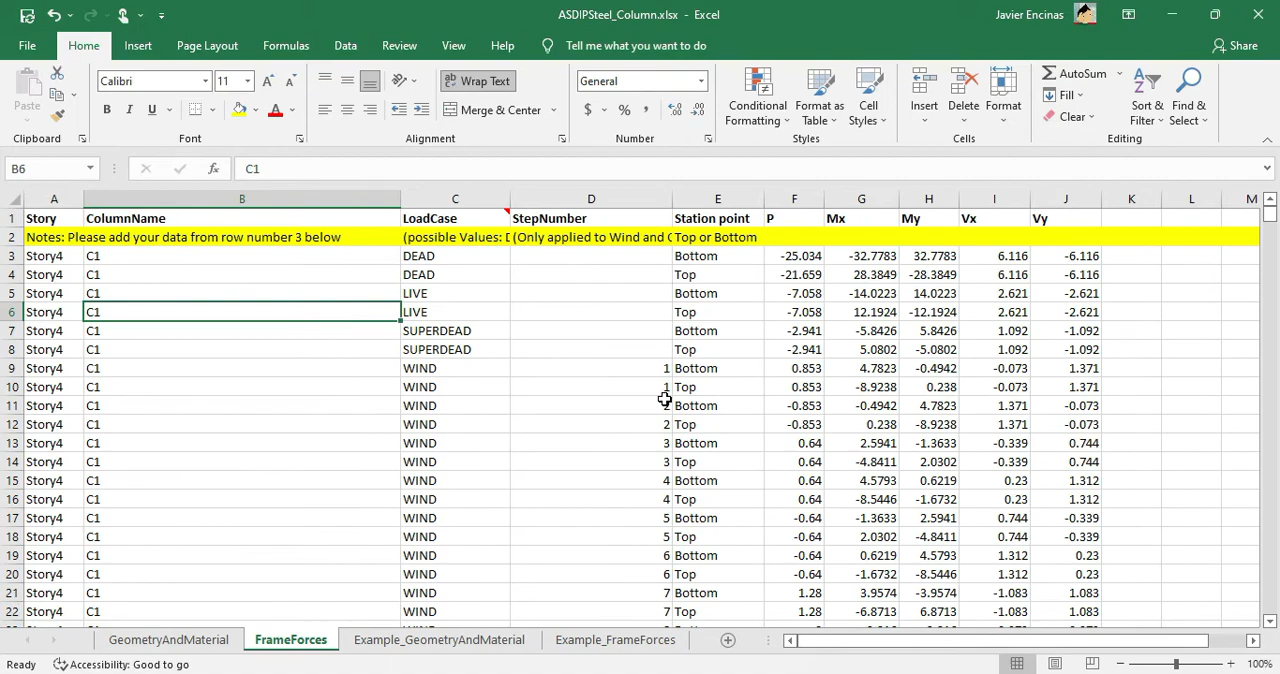 ASDIPSteel_Column.xlsx - Excel
Javier Encinas
File Home Insert Page Layout Formulas Data Review View Help Tell me what you want to do Share
Paste
Calibri 11 General
B I U A
ab Wrap Text
Merge & Center
$ % ,
Conditional Formatting
Format as Table
Cell Styles
Insert Delete Format
AutoSum
Fill
Clear
Sort & Filter
Find & Select
Clipboard Font Alignment Number Styles Cells Editing
B6 fx C1
A B C D E F G H I J K L M
1 Story ColumnName LoadCase StepNumber Station point P Mx My Vx Vy
2 Notes: Please add your data from row number 3 below (possible Values: D (Only applied to Wind and C Top or Bottom
3 Story4 C1 DEAD Bottom -25.034 -32.7783 32.7783 6.116 -6.116
4 Story4 C1 DEAD Top -21.659 28.3849 -28.3849 6.116 -6.116
5 Story4 C1 LIVE Bottom -7.058 -14.0223 14.0223 2.621 -2.621
6 Story4 C1 LIVE Top -7.058 12.1924 -12.1924 2.621 -2.621
7 Story4 C1 SUPERDEAD Bottom -2.941 -5.8426 5.8426 1.092 -1.092
8 Story4 C1 SUPERDEAD Top -2.941 5.0802 -5.0802 1.092 -1.092
9 Story4 C1 WIND 1 Bottom 0.853 4.7823 -0.4942 -0.073 1.371
10 Story4 C1 WIND 1 Top 0.853 -8.9238 0.238 -0.073 1.371
11 Story4 C1 WIND 2 Bottom -0.853 -0.4942 4.7823 1.371 -0.073
12 Story4 C1 WIND 2 Top -0.853 0.238 -8.9238 1.371 -0.073
13 Story4 C1 WIND 3 Bottom 0.64 2.5941 -1.3633 -0.339 0.744
14 Story4 C1 WIND 3 Top 0.64 -4.8411 2.0302 -0.339 0.744
15 Story4 C1 WIND 4 Bottom 0.64 4.5793 0.6219 0.23 1.312
16 Story4 C1 WIND 4 Top 0.64 -8.5446 -1.6732 0.23 1.312
17 Story4 C1 WIND 5 Bottom -0.64 -1.3633 2.5941 0.744 -0.339
18 Story4 C1 WIND 5 Top -0.64 2.0302 -4.8411 0.744 -0.339
19 Story4 C1 WIND 6 Bottom -0.64 0.6219 4.5793 1.312 0.23
20 Story4 C1 WIND 6 Top -0.64 -1.6732 -8.5446 1.312 0.23
21 Story4 C1 WIND 7 Bottom 1.28 3.9574 -3.9574 -1.083 1.083
22 Story4 C1 WIND 7 Top 1.28 -6.8713 6.8713 -1.083 1.083
GeometryAndMaterial FrameForces Example_GeometryAndMaterial Example_FrameForces
Ready Accessibility: Good to go 100%